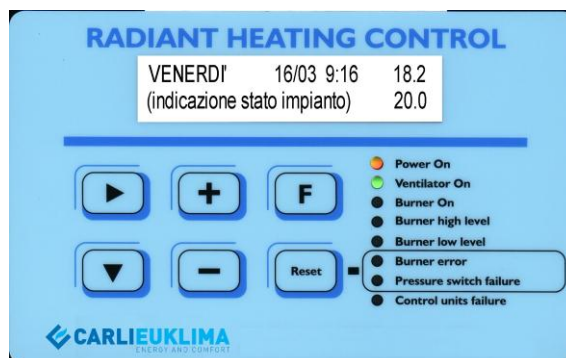 RADIANT HEATING CONTROL
VENERDI' 16/03 9:16 18.2
(indicazione stato impianto) 20.0
F
Reset
Power On
Ventilator On
Burner On
Burner high level
Burner low level
Burner error
Pressure switch failure
Control units failure
CARLIEUKLIMA
ENERGY AND COMFORT